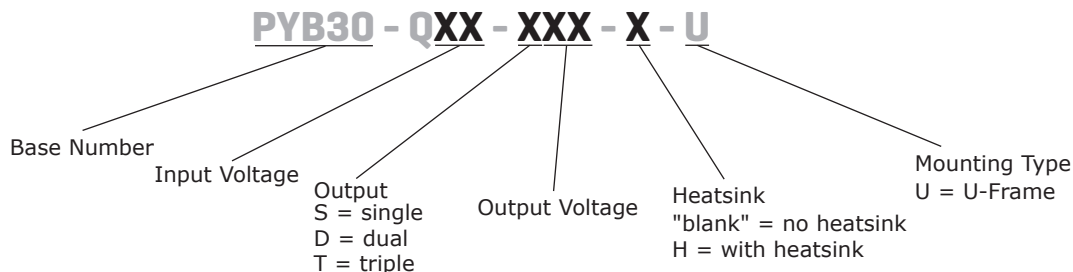 PYB30 - QXX - XXX - X - U
Base Number
Input Voltage
Output
S = single
D = dual
T = triple
Output Voltage
Heatsink
"blank" = no heatsink
H = with heatsink
Mounting Type
U = U-Frame